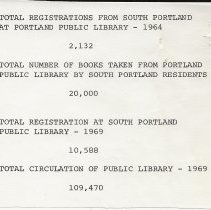 TOTAL REGISTRATIONS FROM SOUTH PORTLAND
AT PORTLAND PUBLIC LIBRARY - 1964
2,132
TOTAL NUMBER OF BOOKS TAKEN FROM PORTLAND
PUBLIC LIBRARY BY SOUTH PORTLAND RESIDENTS
20,000
TOTAL REGISTRATION AT SOUTH PORTLAND
PUBLIC LIBRARY - 1969
10,588
TOTAL CIRCULATION OF PUBLIC LIBRARY - 1969
109,470